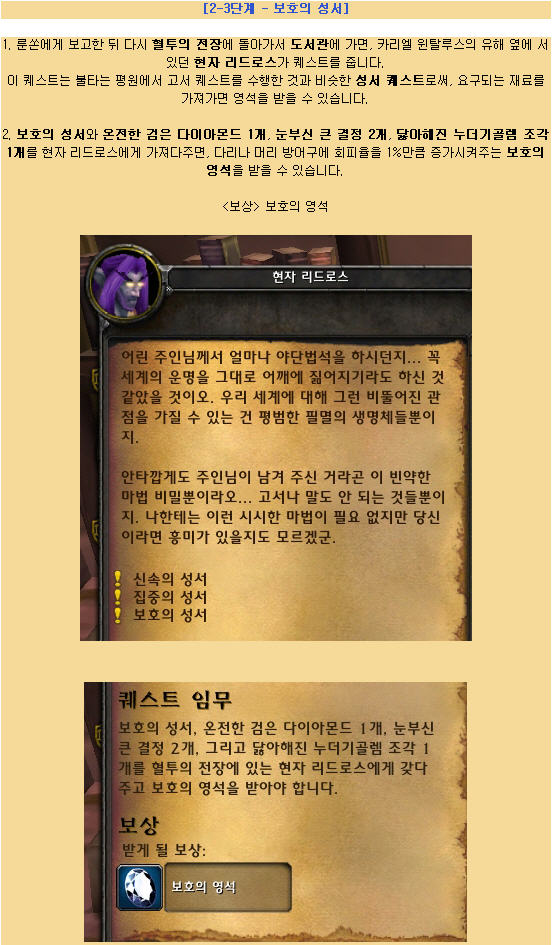 [2-3단계 - 보호의 성서]
1. 룬쏜에게 보고한 뒤 다시 혈투의 전장에 돌아가서 도서관에 가면, 카리엘 윈탈루스의 유해 옆에 서
있던 현자 리드로스가 퀘스트를 줍니다.
이 퀘스트는 불타는 평원에서 고서 퀘스트를 수행한 것과 비슷한 성서 퀘스트로써, 요구되는 재료를
가져가면 영석을 받을 수 있습니다.
2. 보호의 성서와 온전한 검은 다이아몬드 1개, 눈부신 큰 결정 2개, 닳아해진 누더기골렘 조각
1개를 현자 리드로스에게 가져다주면, 다리나 머리 방어구에 회피율을 1%만큼 증가시켜주는 보호의
영석을 받을 수 있습니다.
<보상> 보호의 영석
현자 리드로스
어린 주인님께서 얼마나 야단법석을 하시던지... 꼭
세계의 운명을 그대로 어깨에 짊어지기라도 하신 것
같았을 것이오. 우리 세계에 대해 그런 비뚤어진 관
점을 가질 수 있는 건 평범한 필멸의 생명체들뿐이
지.
안타깝게도 주인님이 남겨 주신 거라곤 이 빈약한
마법 비밀뿐이라오... 고서나 말도 안 되는 것들뿐이
지. 나한테는 이런 시시한 마법이 필요 없지만 당신
이라면 흥미가 있을지도 모르겠군.
! 신속의 성서
! 집중의 성서
! 보호의 성서
퀘스트 임무
보호의 성서, 온전한 검은 다이아몬드 1개, 눈부신
큰 결정 2개, 그리고 닳아해진 누더기골렘 조각 1
개를 혈투의 전장에 있는 현자 리드로스에게 갖다
주고 보호의 영석을 받아야 합니다.
보상
받게 될 보상:
보호의 영석